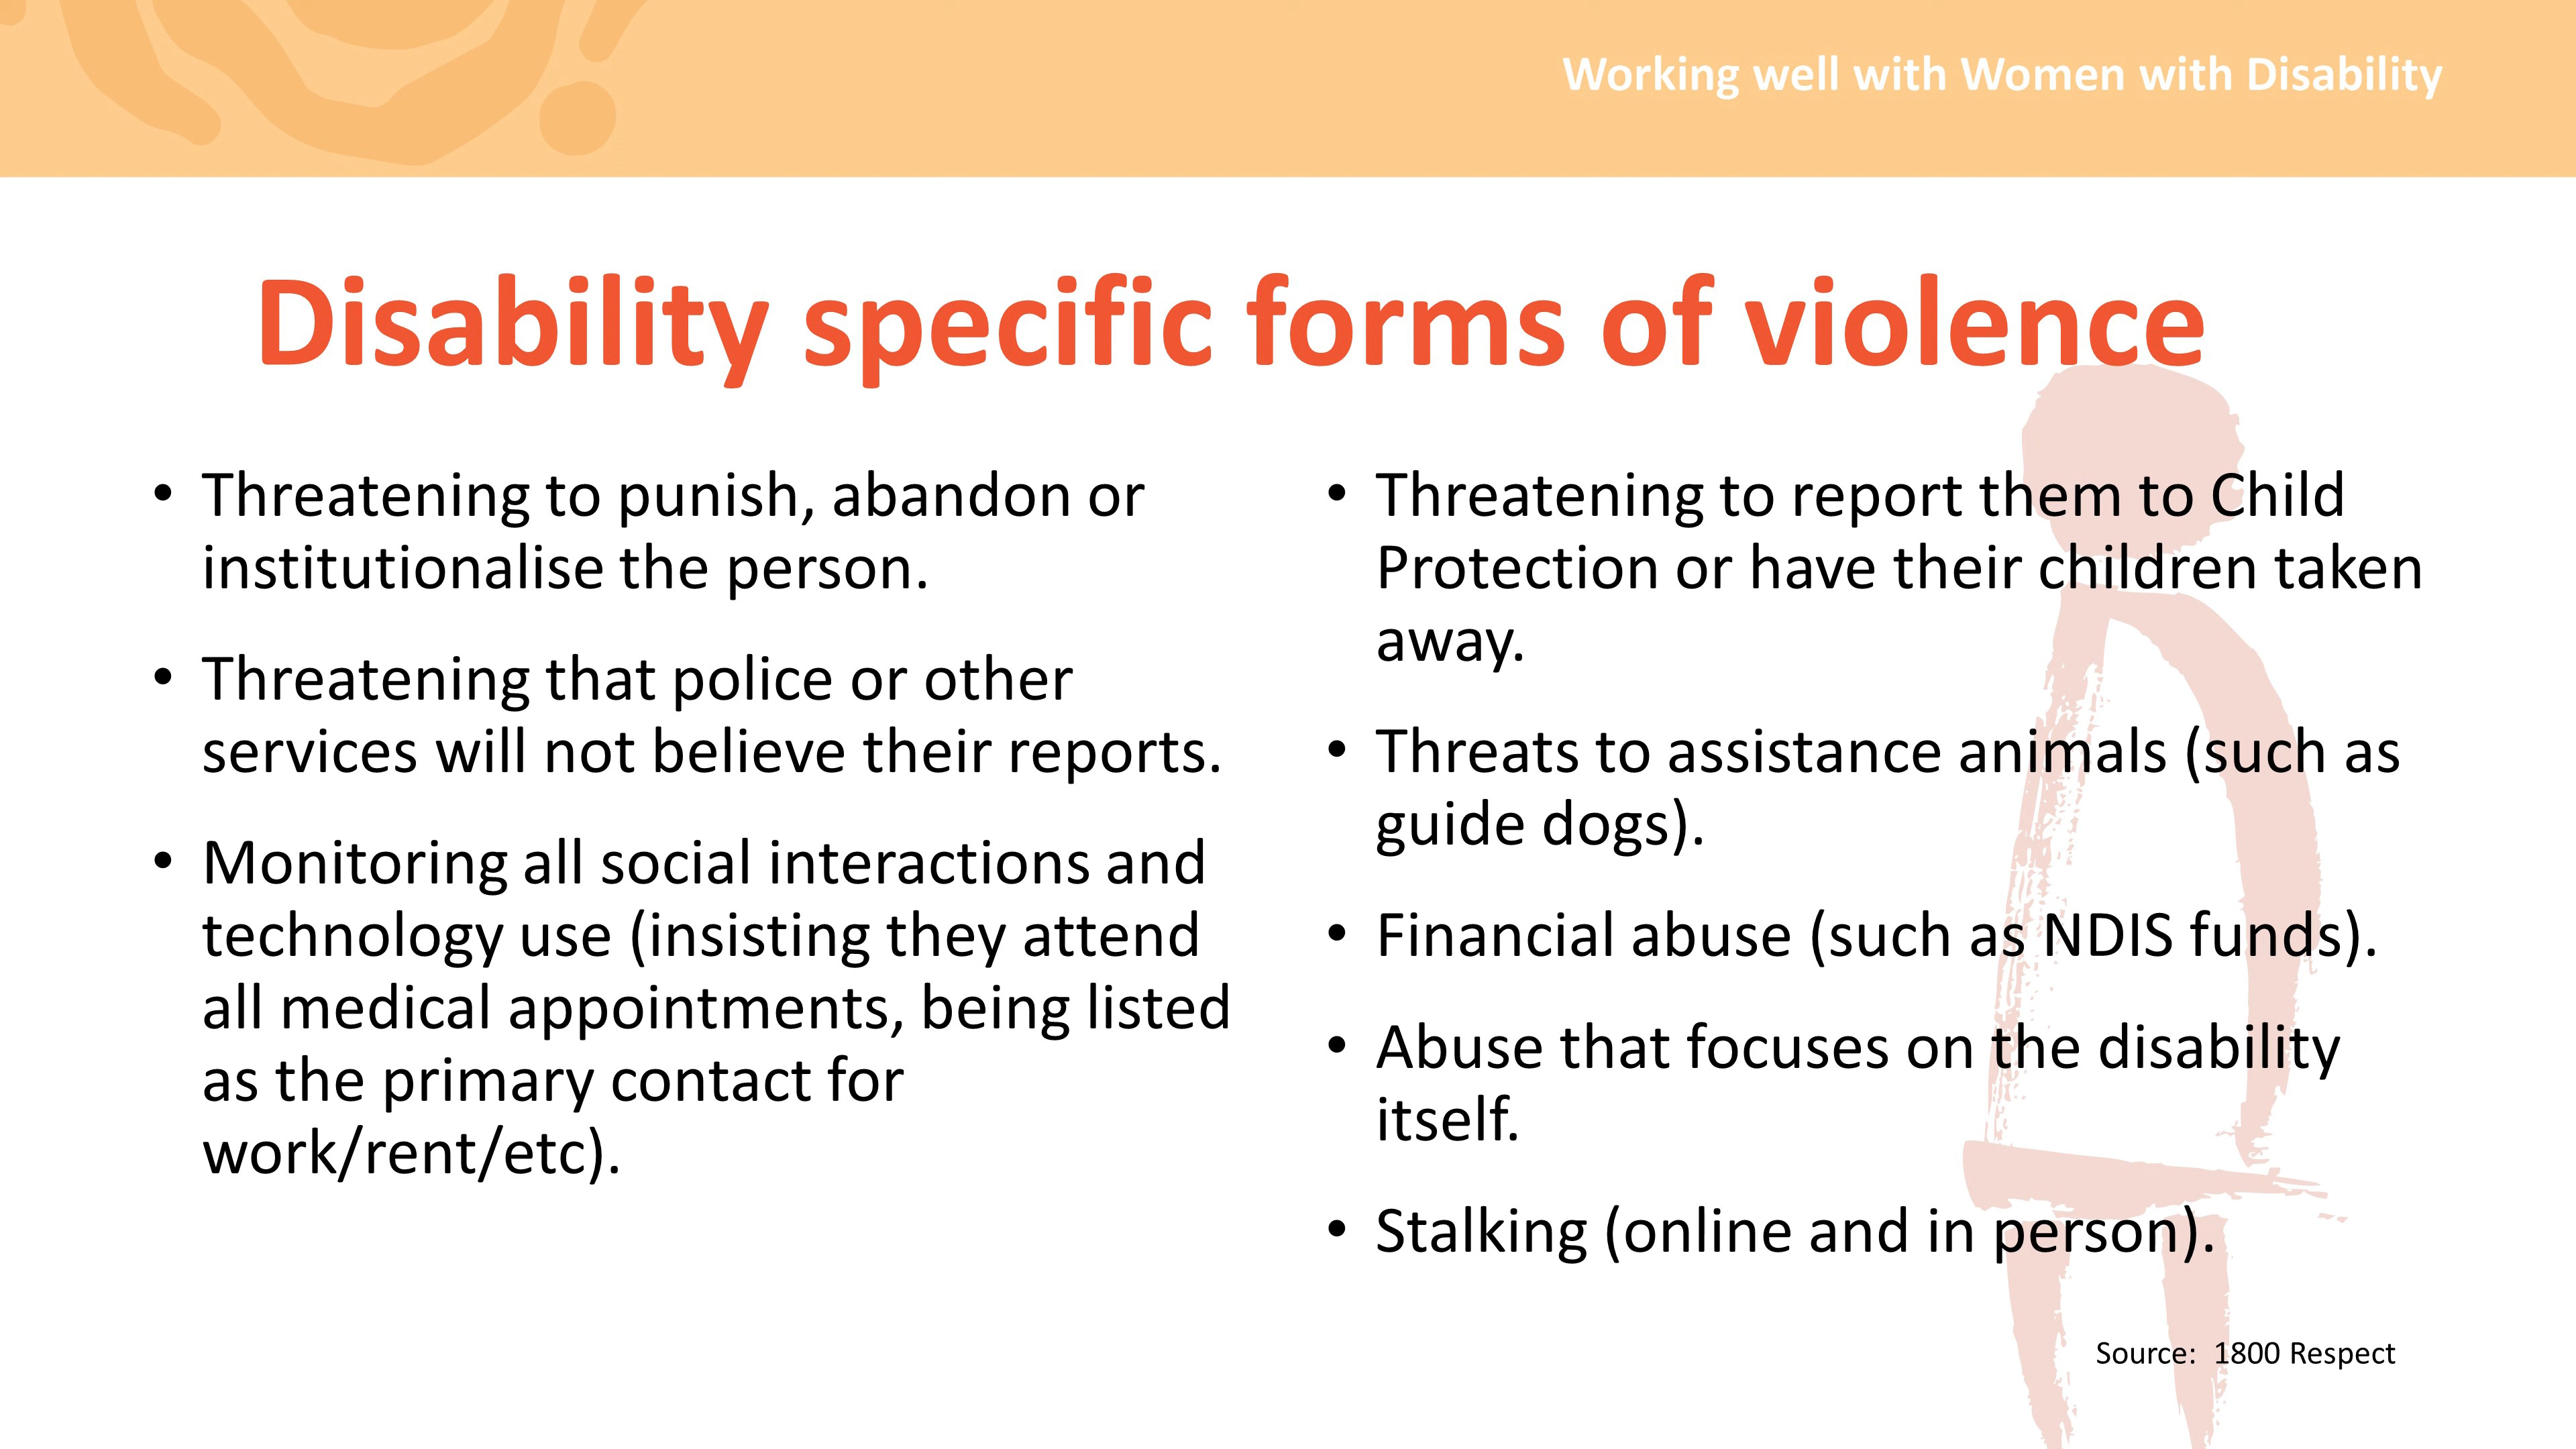 Working well with Women with Disability
Disability specific forms of violence
• Threatening to punish, abandon or
institutionalise the person.
• Threatening that police or other
services will not believe their reports.
• Monitoring all social interactions and
technology use (insisting they attend
all medical appointments, being listed
as the primary contact for
work/rent/etc).
• Threatening to report them to Child
Protection or have their children taken
away.
• Threats to assistance animals (such as
guide dogs).
• Financial abuse (such as NDIS funds).
• Abuse that focuses on the disability
itself.
• Stalking (online and in person).
Source:  1800 Respect